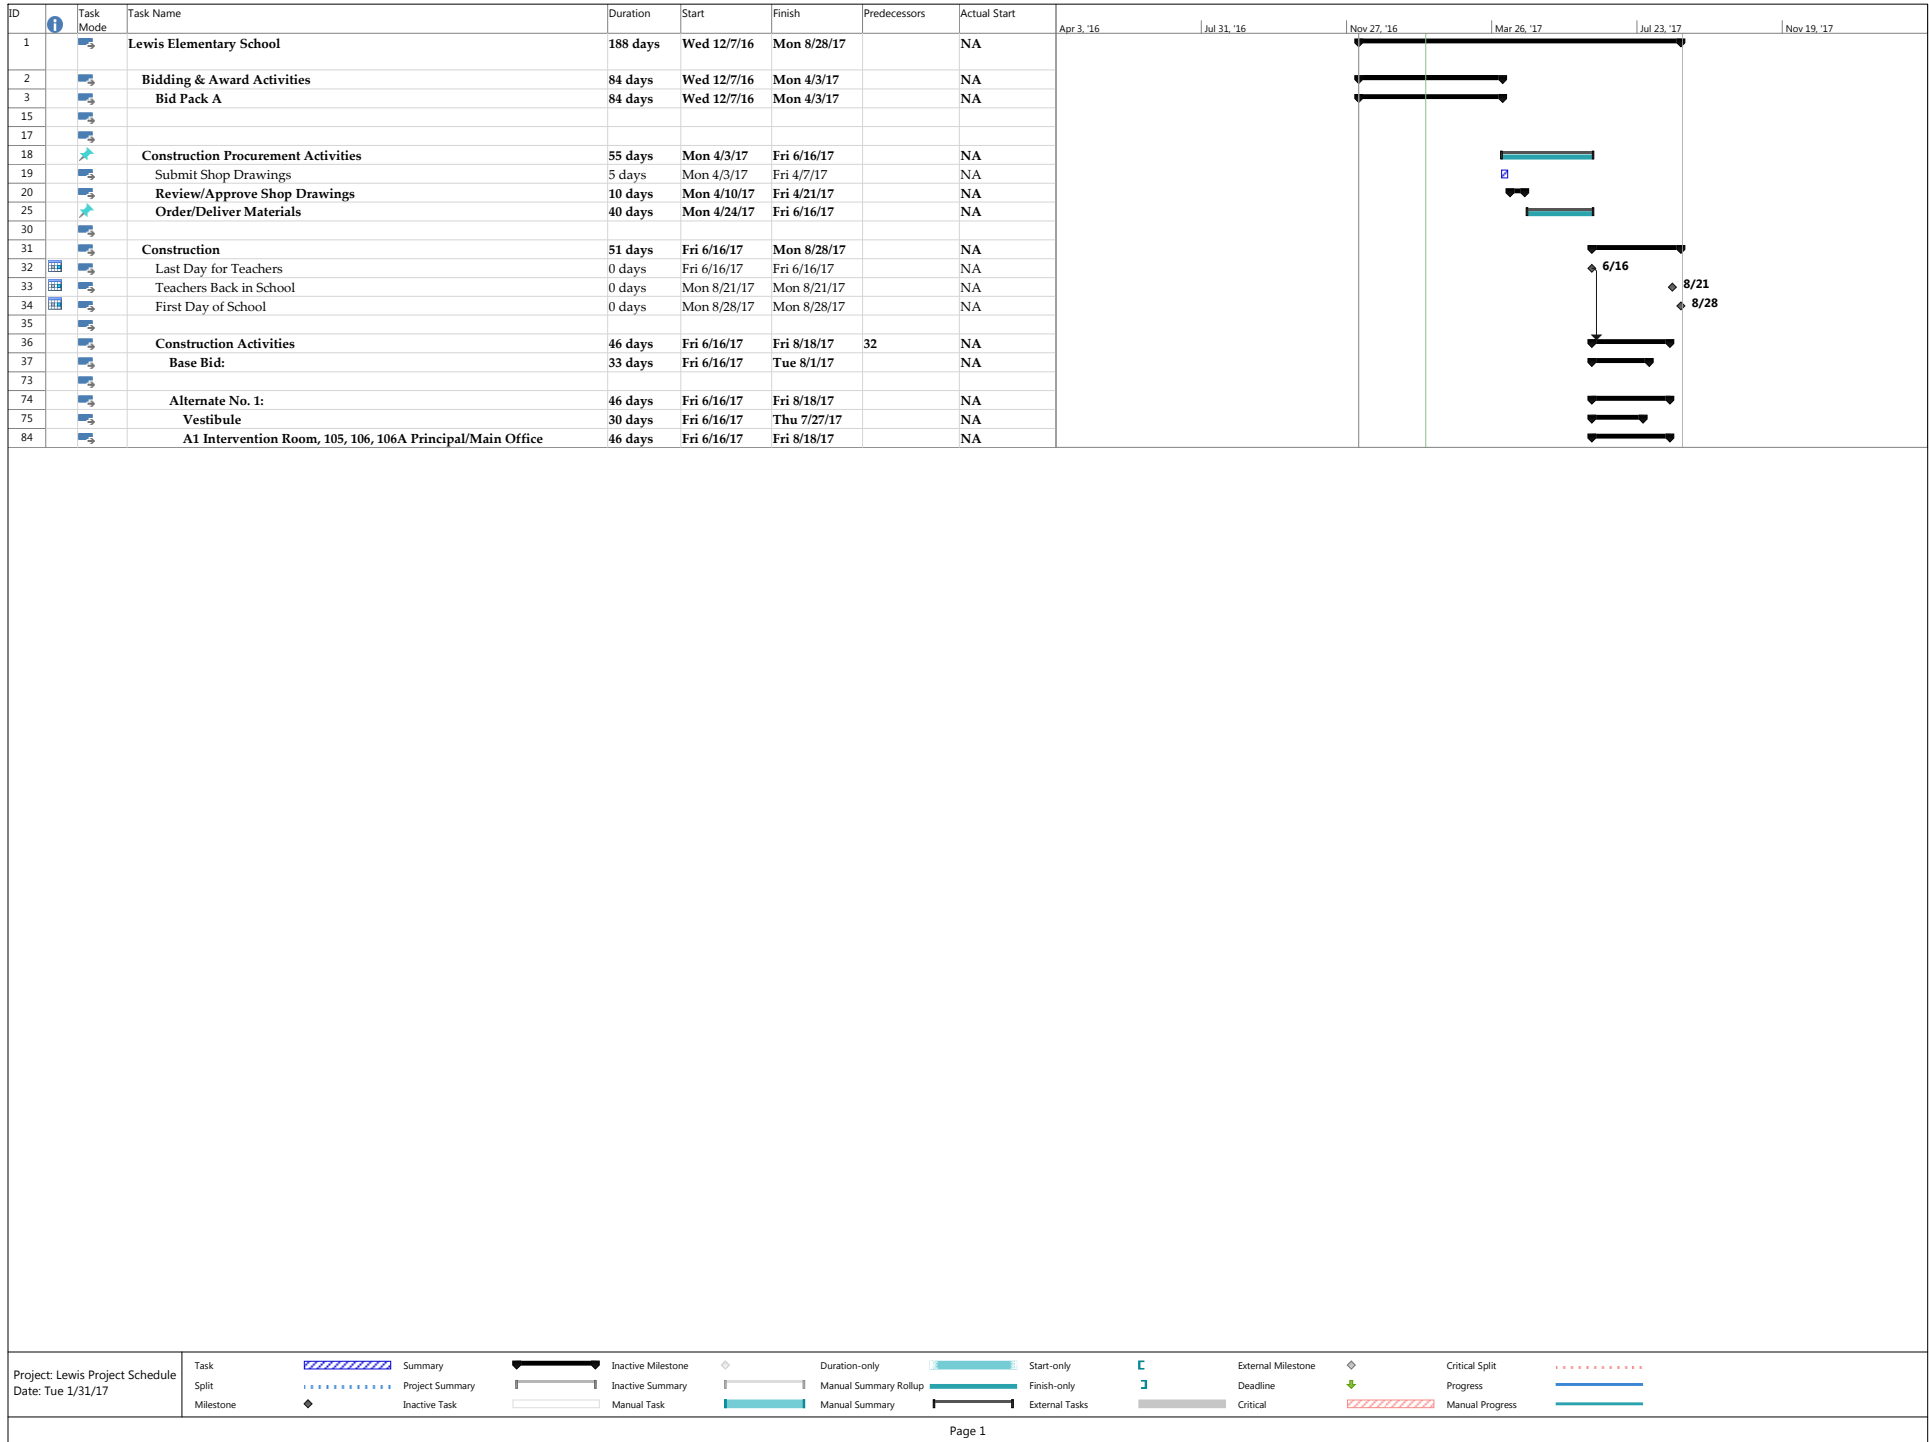 ID Task Mode Task Name Duration Start Finish Predecessors Actual Start
Apr 3, '16 Jul 31, '16 Nov 27, '16 Mar 26, '17 Jul 23, '17 Nov 19, '17
1 Lewis Elementary School 188 days Wed 12/7/16 Mon 8/28/17 NA
2 Bidding & Award Activities 84 days Wed 12/7/16 Mon 4/3/17 NA
3 Bid Pack A 84 days Wed 12/7/16 Mon 4/3/17 NA
15
17
18 Construction Procurement Activities 55 days Mon 4/3/17 Fri 6/16/17 NA
19 Submit Shop Drawings 5 days Mon 4/3/17 Fri 4/7/17 NA
20 Review/Approve Shop Drawings 10 days Mon 4/10/17 Fri 4/21/17 NA
25 Order/Deliver Materials 40 days Mon 4/24/17 Fri 6/16/17 NA
30
31 Construction 51 days Fri 6/16/17 Mon 8/28/17 NA
32 Last Day for Teachers 0 days Fri 6/16/17 Fri 6/16/17 NA 6/16
33 Teachers Back in School 0 days Mon 8/21/17 Mon 8/21/17 NA 8/21
34 First Day of School 0 days Mon 8/28/17 Mon 8/28/17 NA 8/28
35
36 Construction Activities 46 days Fri 6/16/17 Fri 8/18/17 32 NA
37 Base Bid: 33 days Fri 6/16/17 Tue 8/1/17 NA
73
74 Alternate No. 1: 46 days Fri 6/16/17 Fri 8/18/17 NA
75 Vestibule 30 days Fri 6/16/17 Thu 7/27/17 NA
84 A1 Intervention Room, 105, 106, 106A Principal/Main Office 46 days Fri 6/16/17 Fri 8/18/17 NA
Project: Lewis Project Schedule
Date: Tue 1/31/17
Task Summary Inactive Milestone Duration-only Start-only External Milestone Critical Split
Split Project Summary Inactive Summary Manual Summary Rollup Finish-only Deadline Progress
Milestone Inactive Task Manual Task Manual Summary External Tasks Critical Manual Progress
Page 1